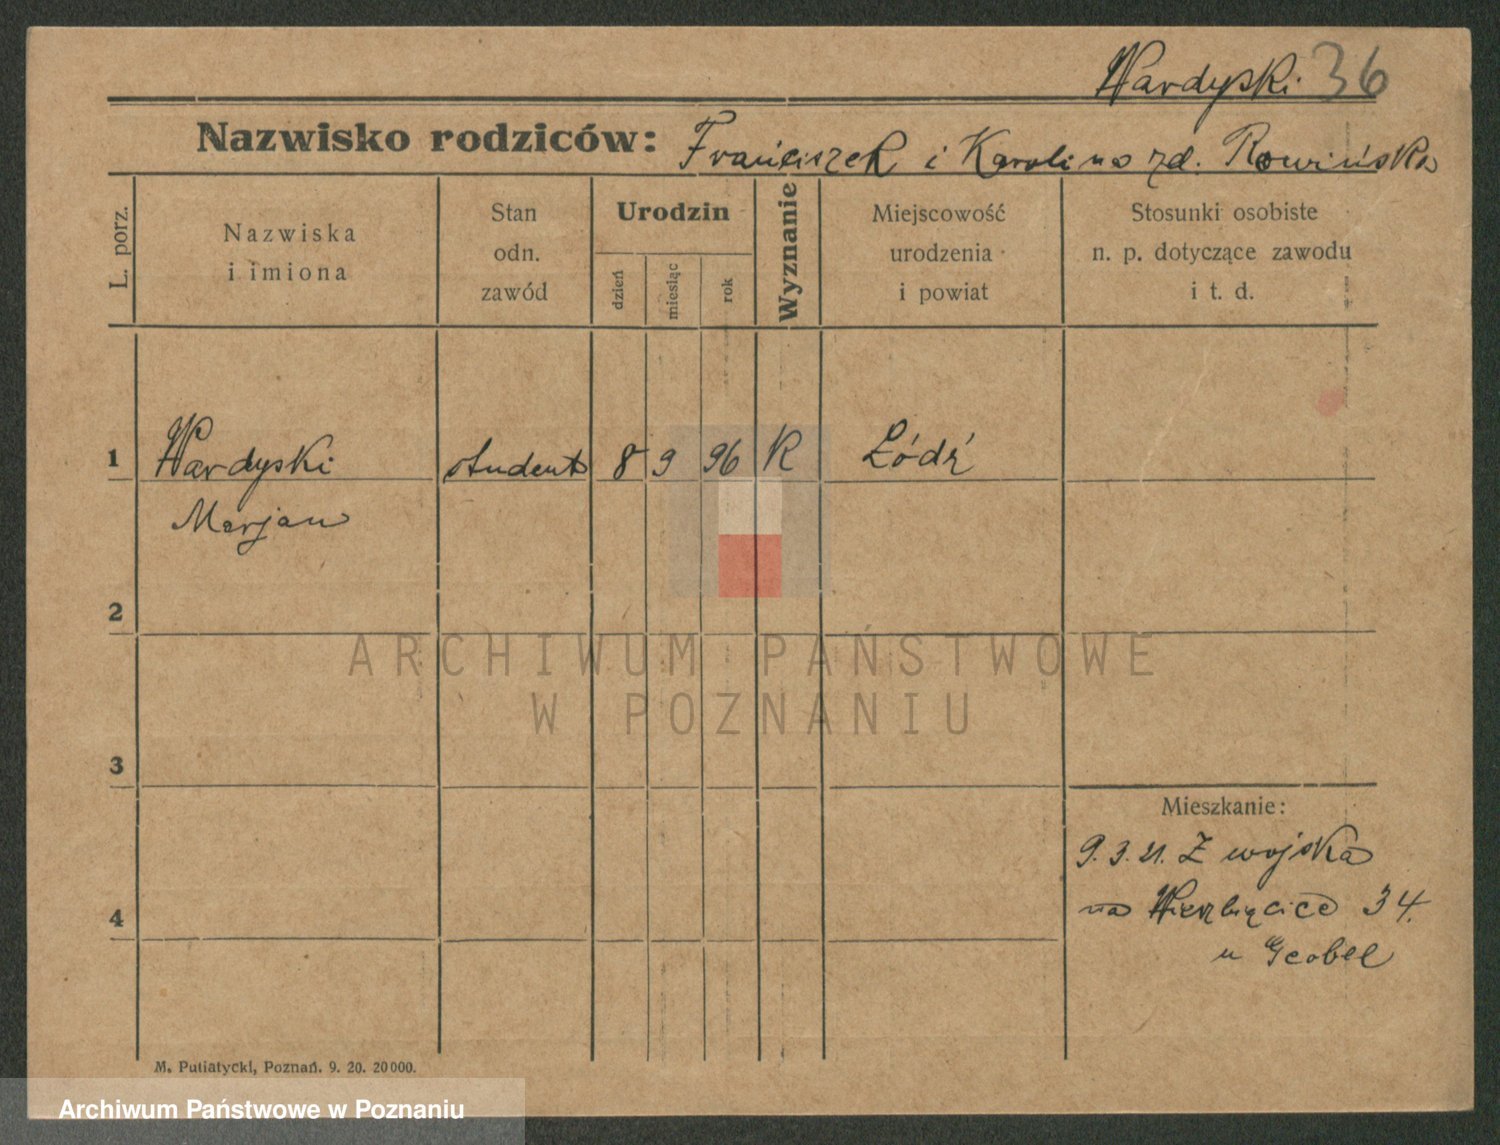 Wardyski 36
Nazwisko rodziców: Franciszek i Karolina zd. Rowińska
L. porz.
Nazwiska
i imiona
Stan
odn.
zawód
Urodzin
dzień
miesiąc
rok
Wyznanie
Miejscowość
urodzenia
i powiat
Stosunki osobiste
n. p. dotyczące zawodu
i t. d.
1 Wardyski student 8 9 96 K Łódź
Marjan
2
ARCHIWUM PAŃSTWOWE
W POZNANIU
3
Mieszkanie:
9.3.21. Z wojska
na Wierzbięcice 34.
u Geobel
4
M. Putiatycki, Poznań. 9. 20. 20000.
Archiwum Państwowe w Poznaniu